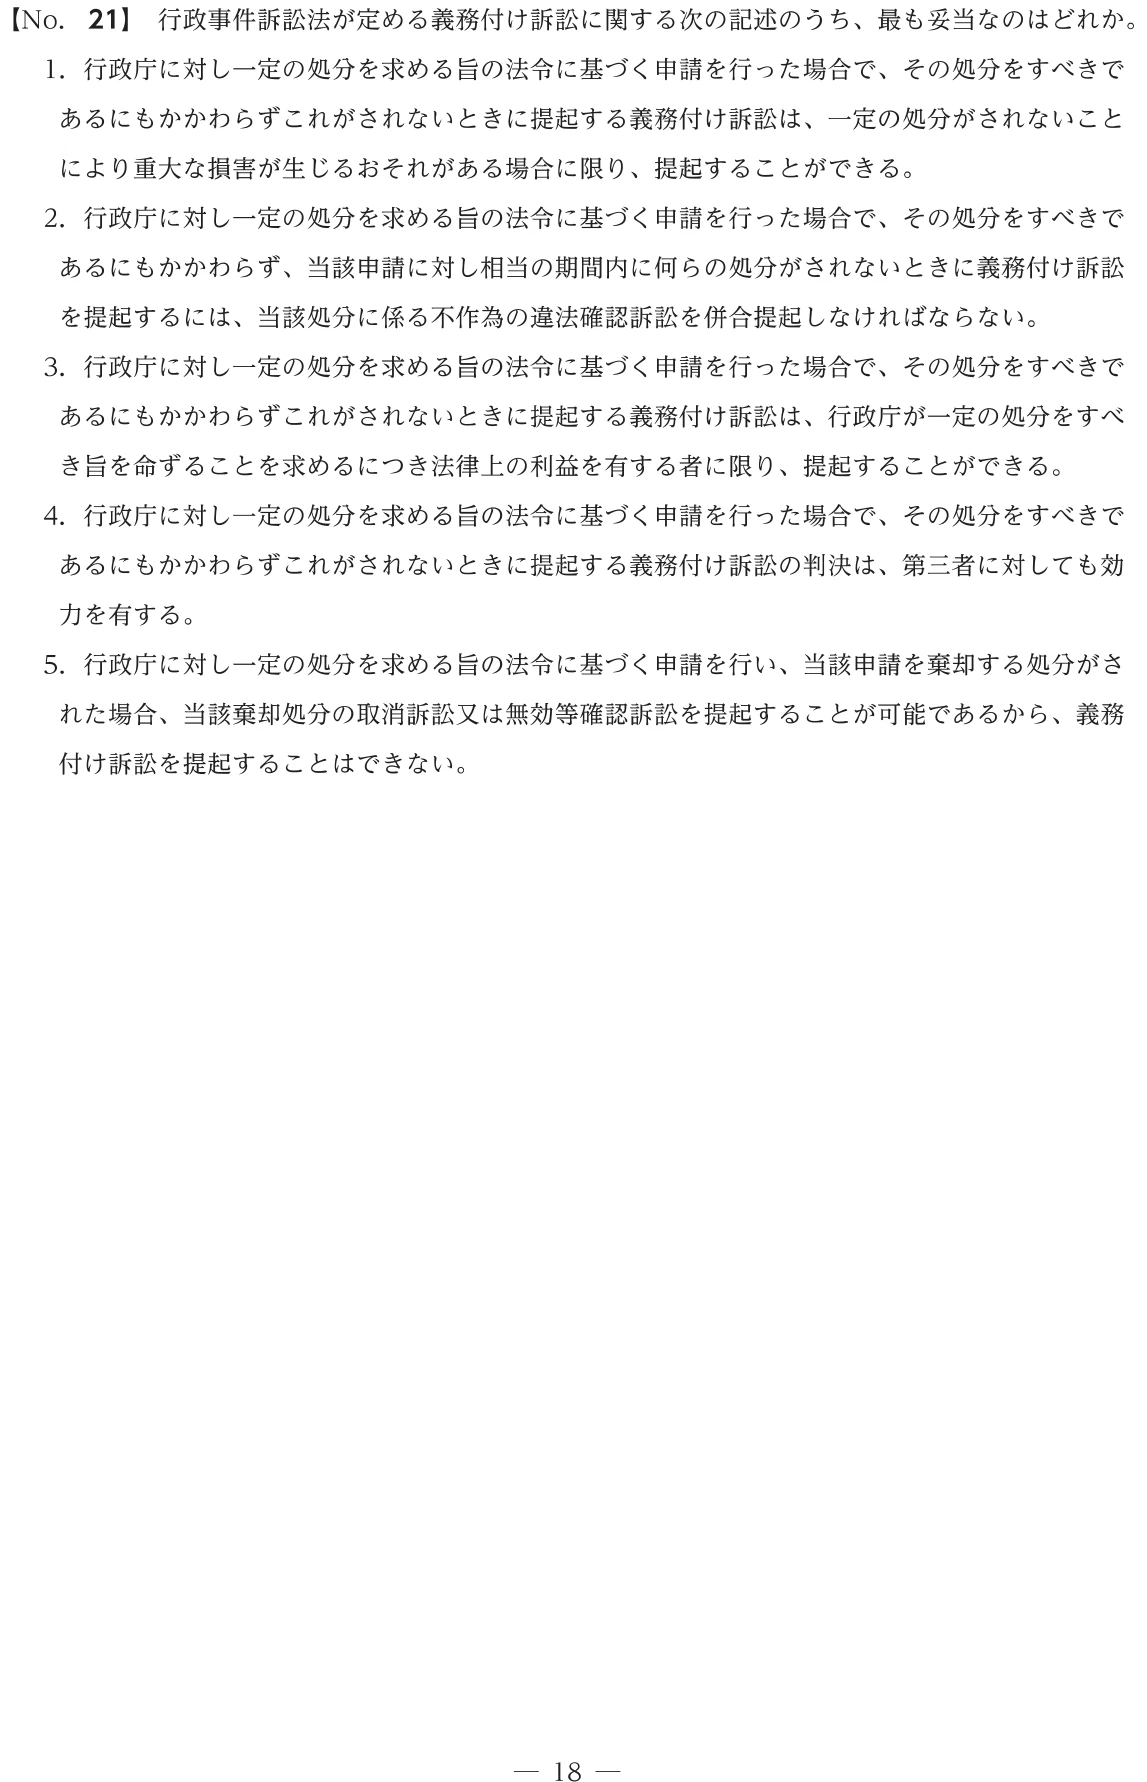 【No. 21】 行政事件訴訟法が定める義務付け訴訟に関する次の記述のうち、最も妥当なのはどれか。
1. 行政庁に対し一定の処分を求める旨の法令に基づく申請を行った場合で、その処分をすべきで
あるにもかかわらずこれがされないときに提起する義務付け訴訟は、一定の処分がされないこと
により重大な損害が生じるおそれがある場合に限り、提起することができる。
2. 行政庁に対し一定の処分を求める旨の法令に基づく申請を行った場合で、その処分をすべきで
あるにもかかわらず、当該申請に対し相当の期間内に何らの処分がされないときに義務付け訴訟
を提起するには、当該処分に係る不作為の違法確認訴訟を併合提起しなければならない。
3. 行政庁に対し一定の処分を求める旨の法令に基づく申請を行った場合で、その処分をすべきで
あるにもかかわらずこれがされないときに提起する義務付け訴訟は、行政庁が一定の処分をすべ
き旨を命ずることを求めるにつき法律上の利益を有する者に限り、提起することができる。
4. 行政庁に対し一定の処分を求める旨の法令に基づく申請を行った場合で、その処分をすべきで
あるにもかかわらずこれがされないときに提起する義務付け訴訟の判決は、第三者に対しても効
力を有する。
5. 行政庁に対し一定の処分を求める旨の法令に基づく申請を行い、当該申請を棄却する処分がさ
れた場合、当該棄却処分の取消訴訟又は無効等確認訴訟を提起することが可能であるから、義務
付け訴訟を提起することはできない。
— 18 —